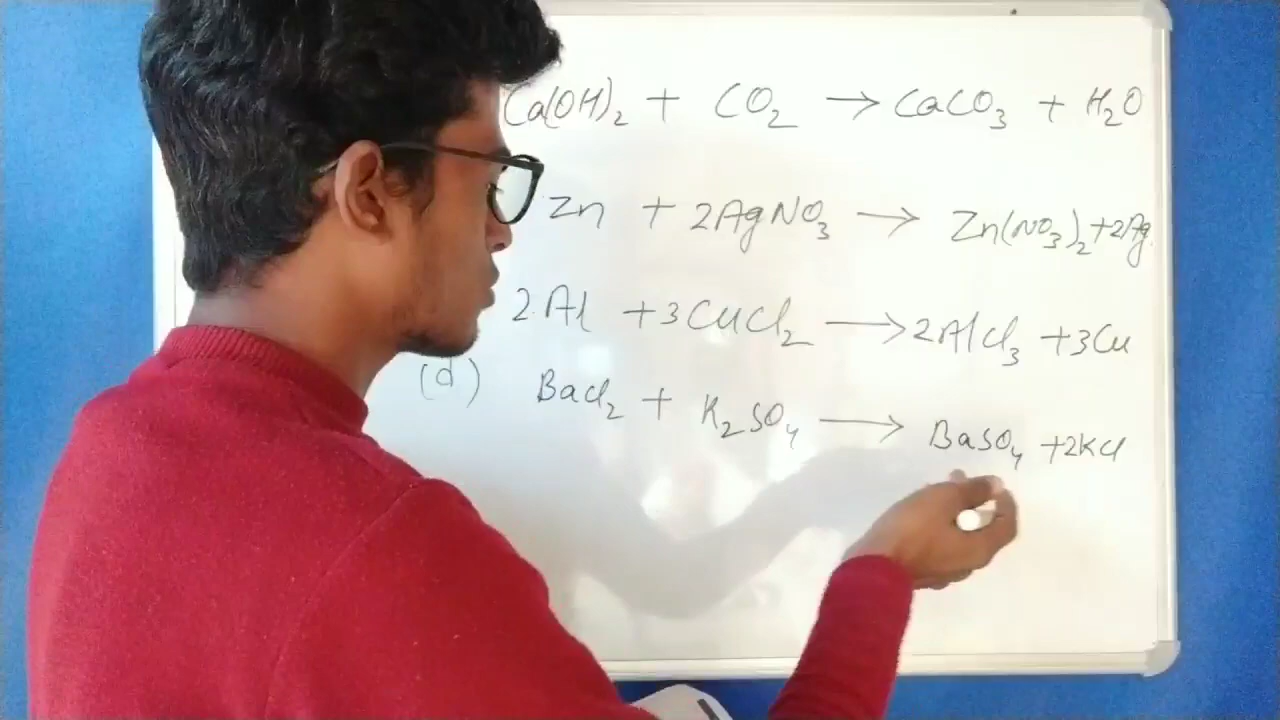 Ca(OH)₂ + CO₂ → CaCO₃ + H₂O
Zn + 2AgNO₃ → Zn(NO₃)₂ + 2Ag
2Al + 3CuCl₂ → 2AlCl₃ + 3Cu
(d) BaCl₂ + K₂SO₄ → BaSO₄ + 2KCl